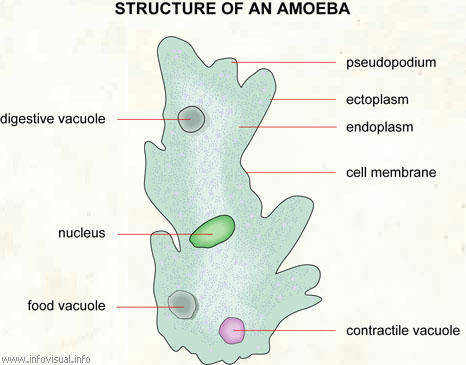 STRUCTURE OF AN AMOEBA
pseudopodium
ectoplasm
digestive vacuole
endoplasm
cell membrane
nucleus
food vacuole
contractile vacuole
www.infovisual.info